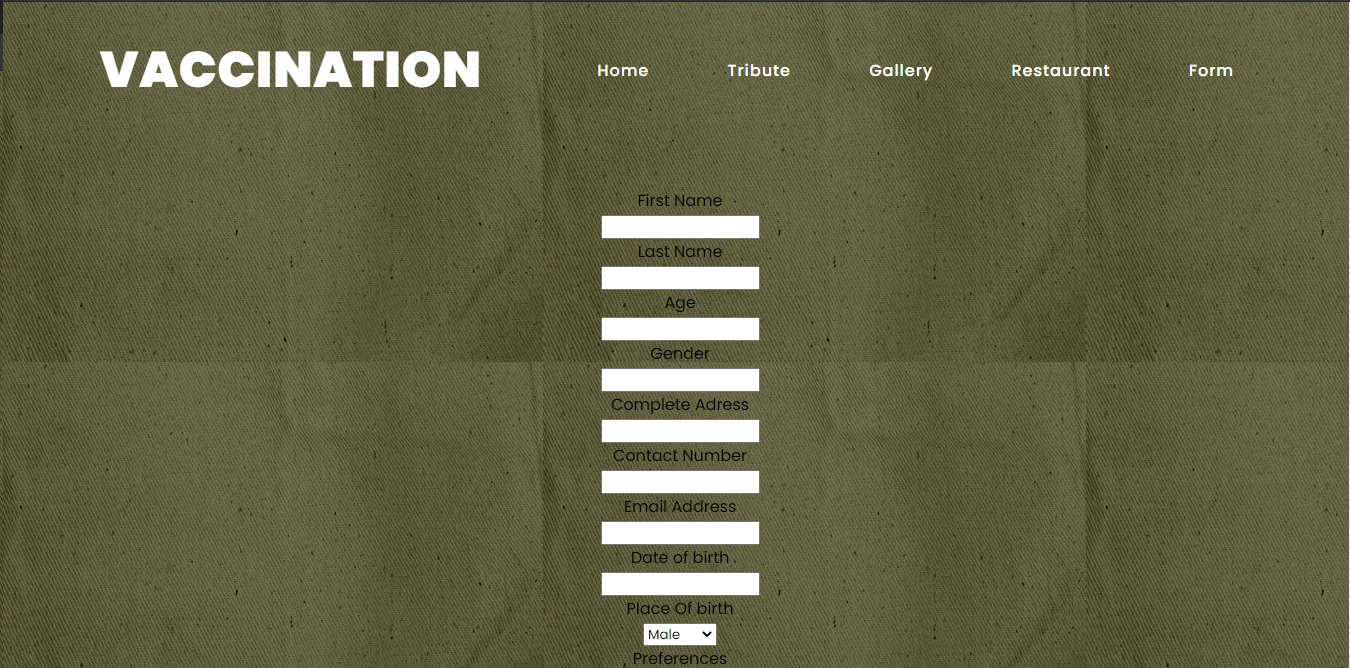 VACCINATION
Home Tribute Gallery Restaurant Form
First Name
Last Name
Age
Gender
Complete Adress
Contact Number
Email Address
Date of birth
Place Of birth
Male
Preferences